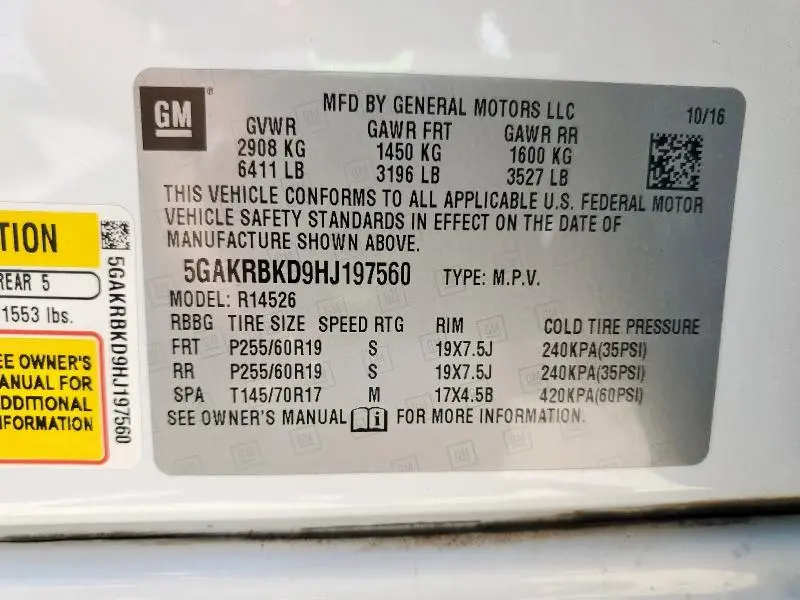 GM
MFD BY GENERAL MOTORS LLC 10/16
GVWR GAWR FRT GAWR RR
2908 KG 1450 KG 1600 KG
6411 LB 3196 LB 3527 LB
THIS VEHICLE CONFORMS TO ALL APPLICABLE U.S. FEDERAL MOTOR
VEHICLE SAFETY STANDARDS IN EFFECT ON THE DATE OF
MANUFACTURE SHOWN ABOVE.
5GAKRBKD9HJ197560 TYPE: M.P.V.
MODEL: R14526
RBBG TIRE SIZE SPEED RTG RIM COLD TIRE PRESSURE
FRT P255/60R19 S 19X7.5J 240KPA(35PSI)
RR P255/60R19 S 19X7.5J 240KPA(35PSI)
SPA T145/70R17 M 17X4.5B 420KPA(60PSI)
SEE OWNER'S MANUAL i FOR MORE INFORMATION.
TION
REAR 5
1553 lbs.
EE OWNER'S
ANUAL FOR
DDITIONAL
FORMATION
5GAKRBKD9HJ197560